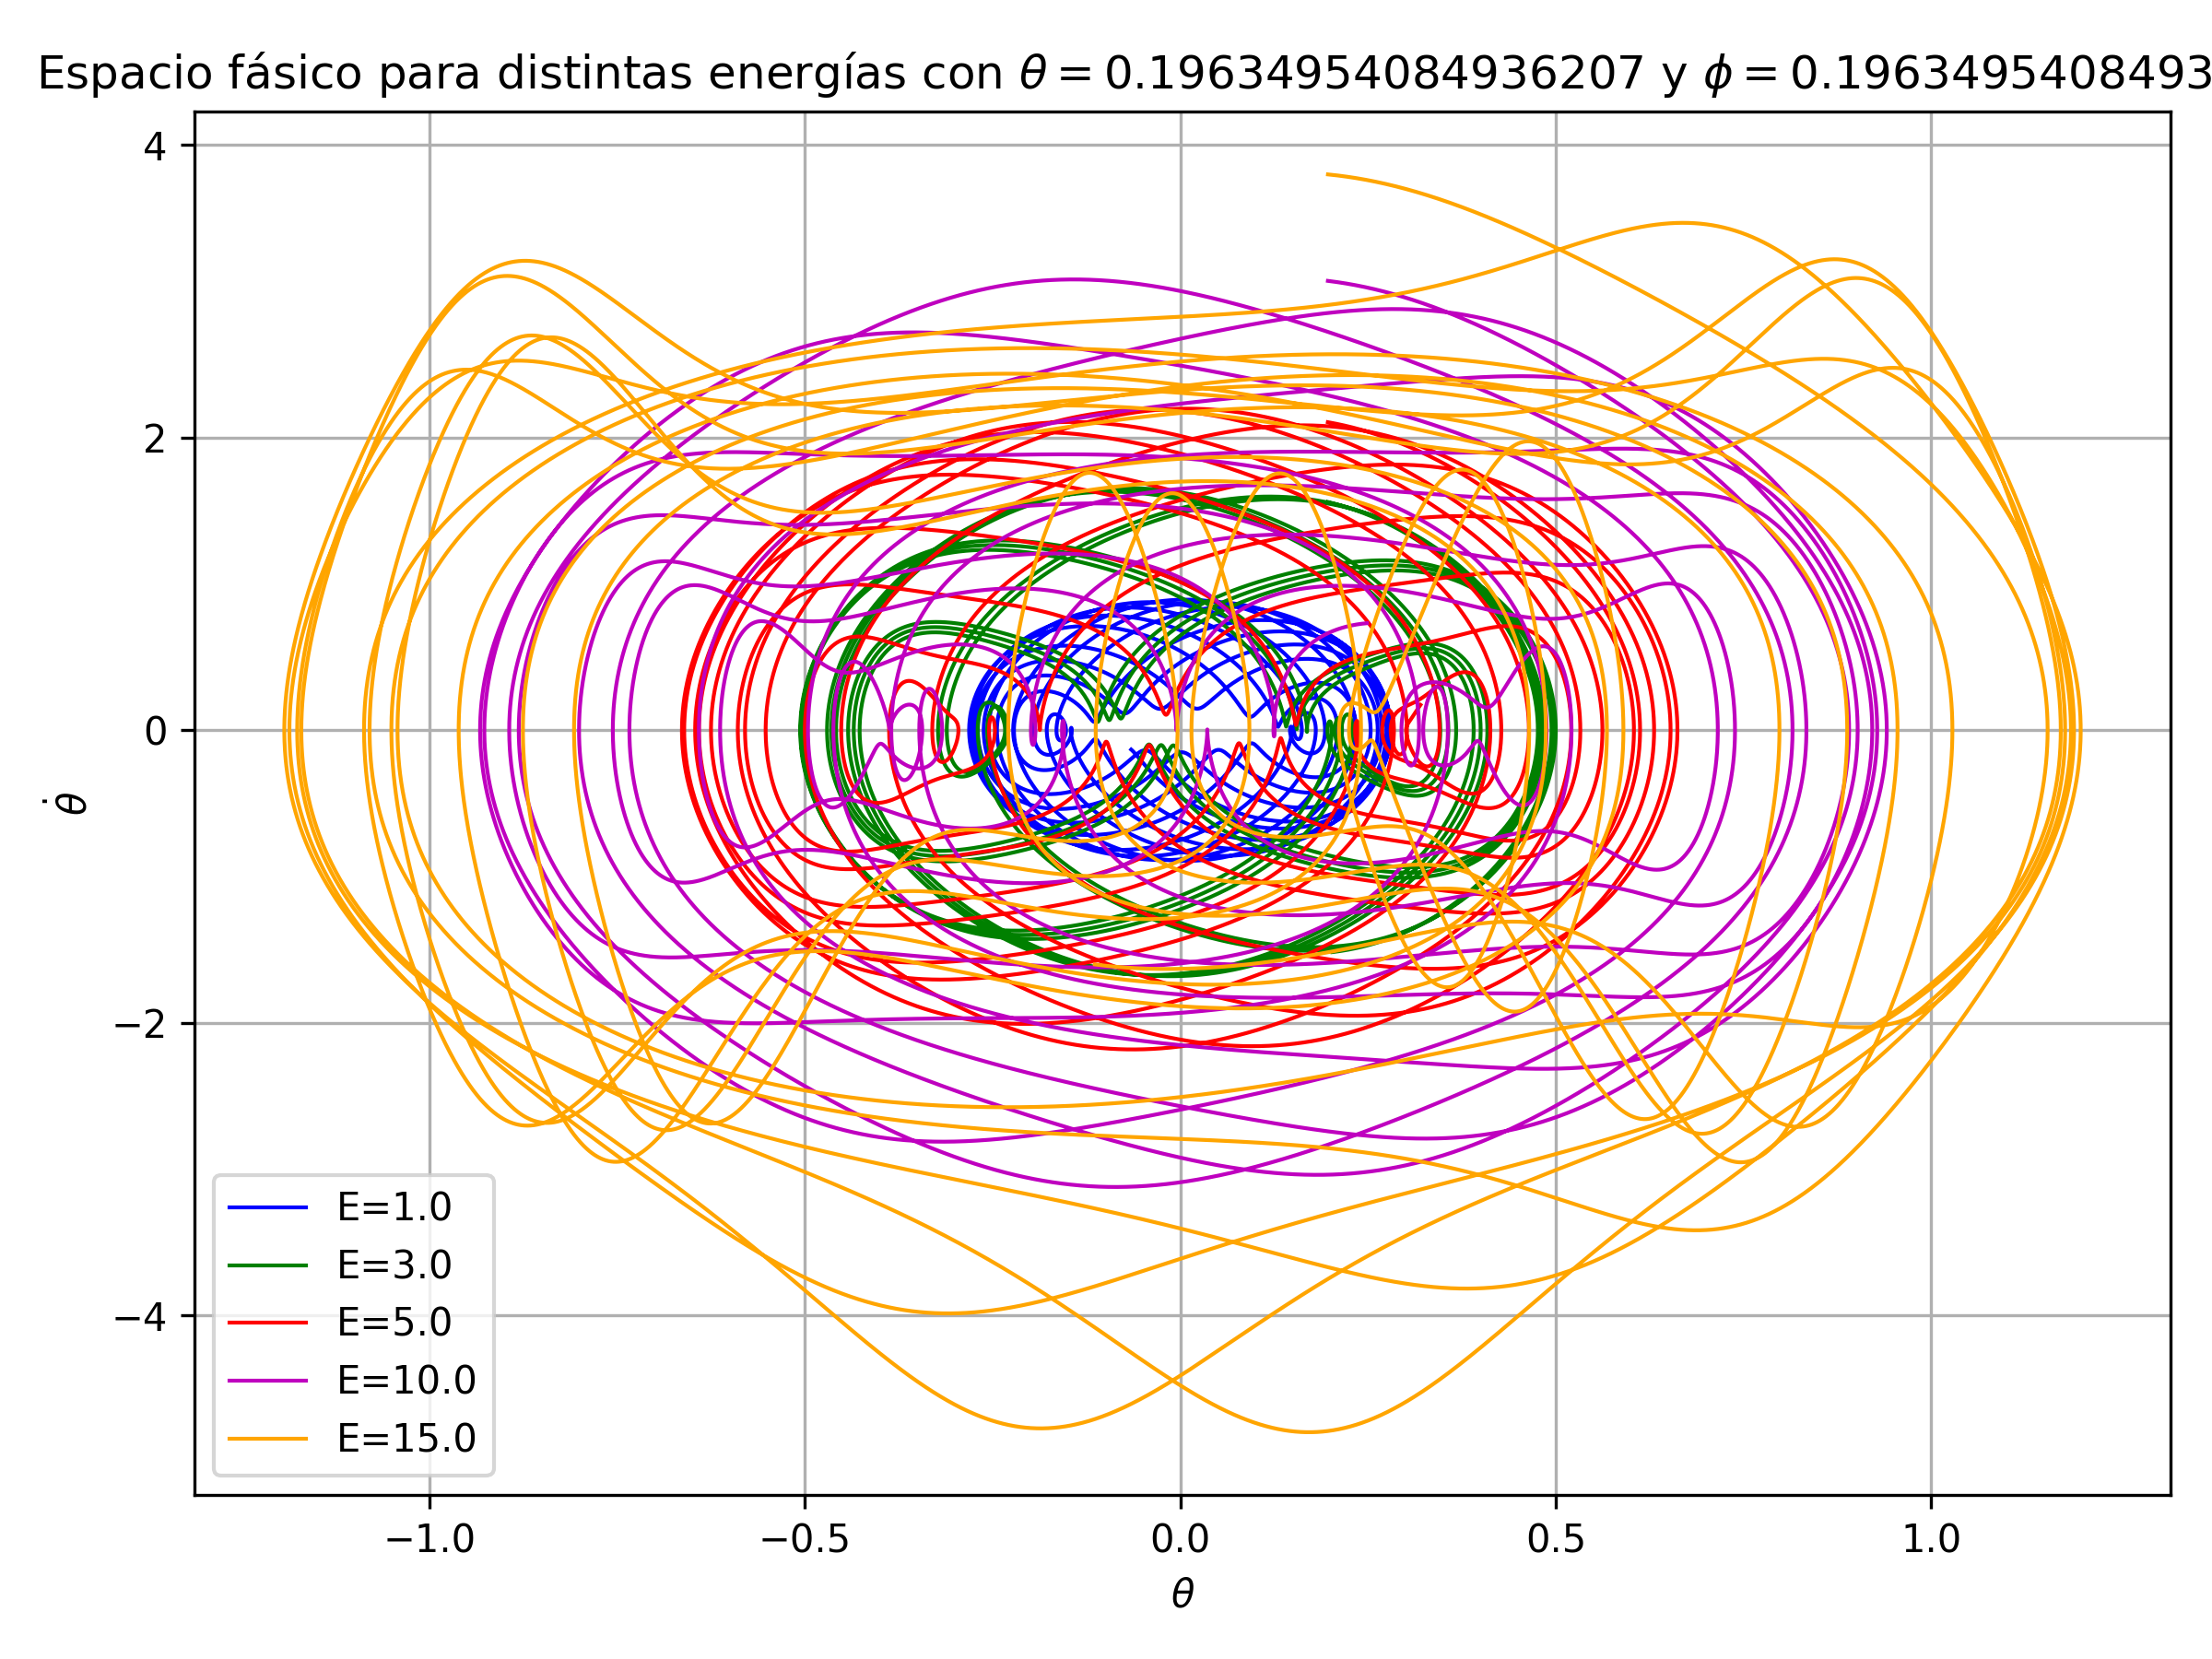 Espacio fásico para distintas energías con θ = 0.19634954084936207 y ϕ = 0.1963495408493
4
2
0
−2
−4
θ̇
E=1.0
E=3.0
E=5.0
E=10.0
E=15.0
−1.0 −0.5 0.0 0.5 1.0
θ